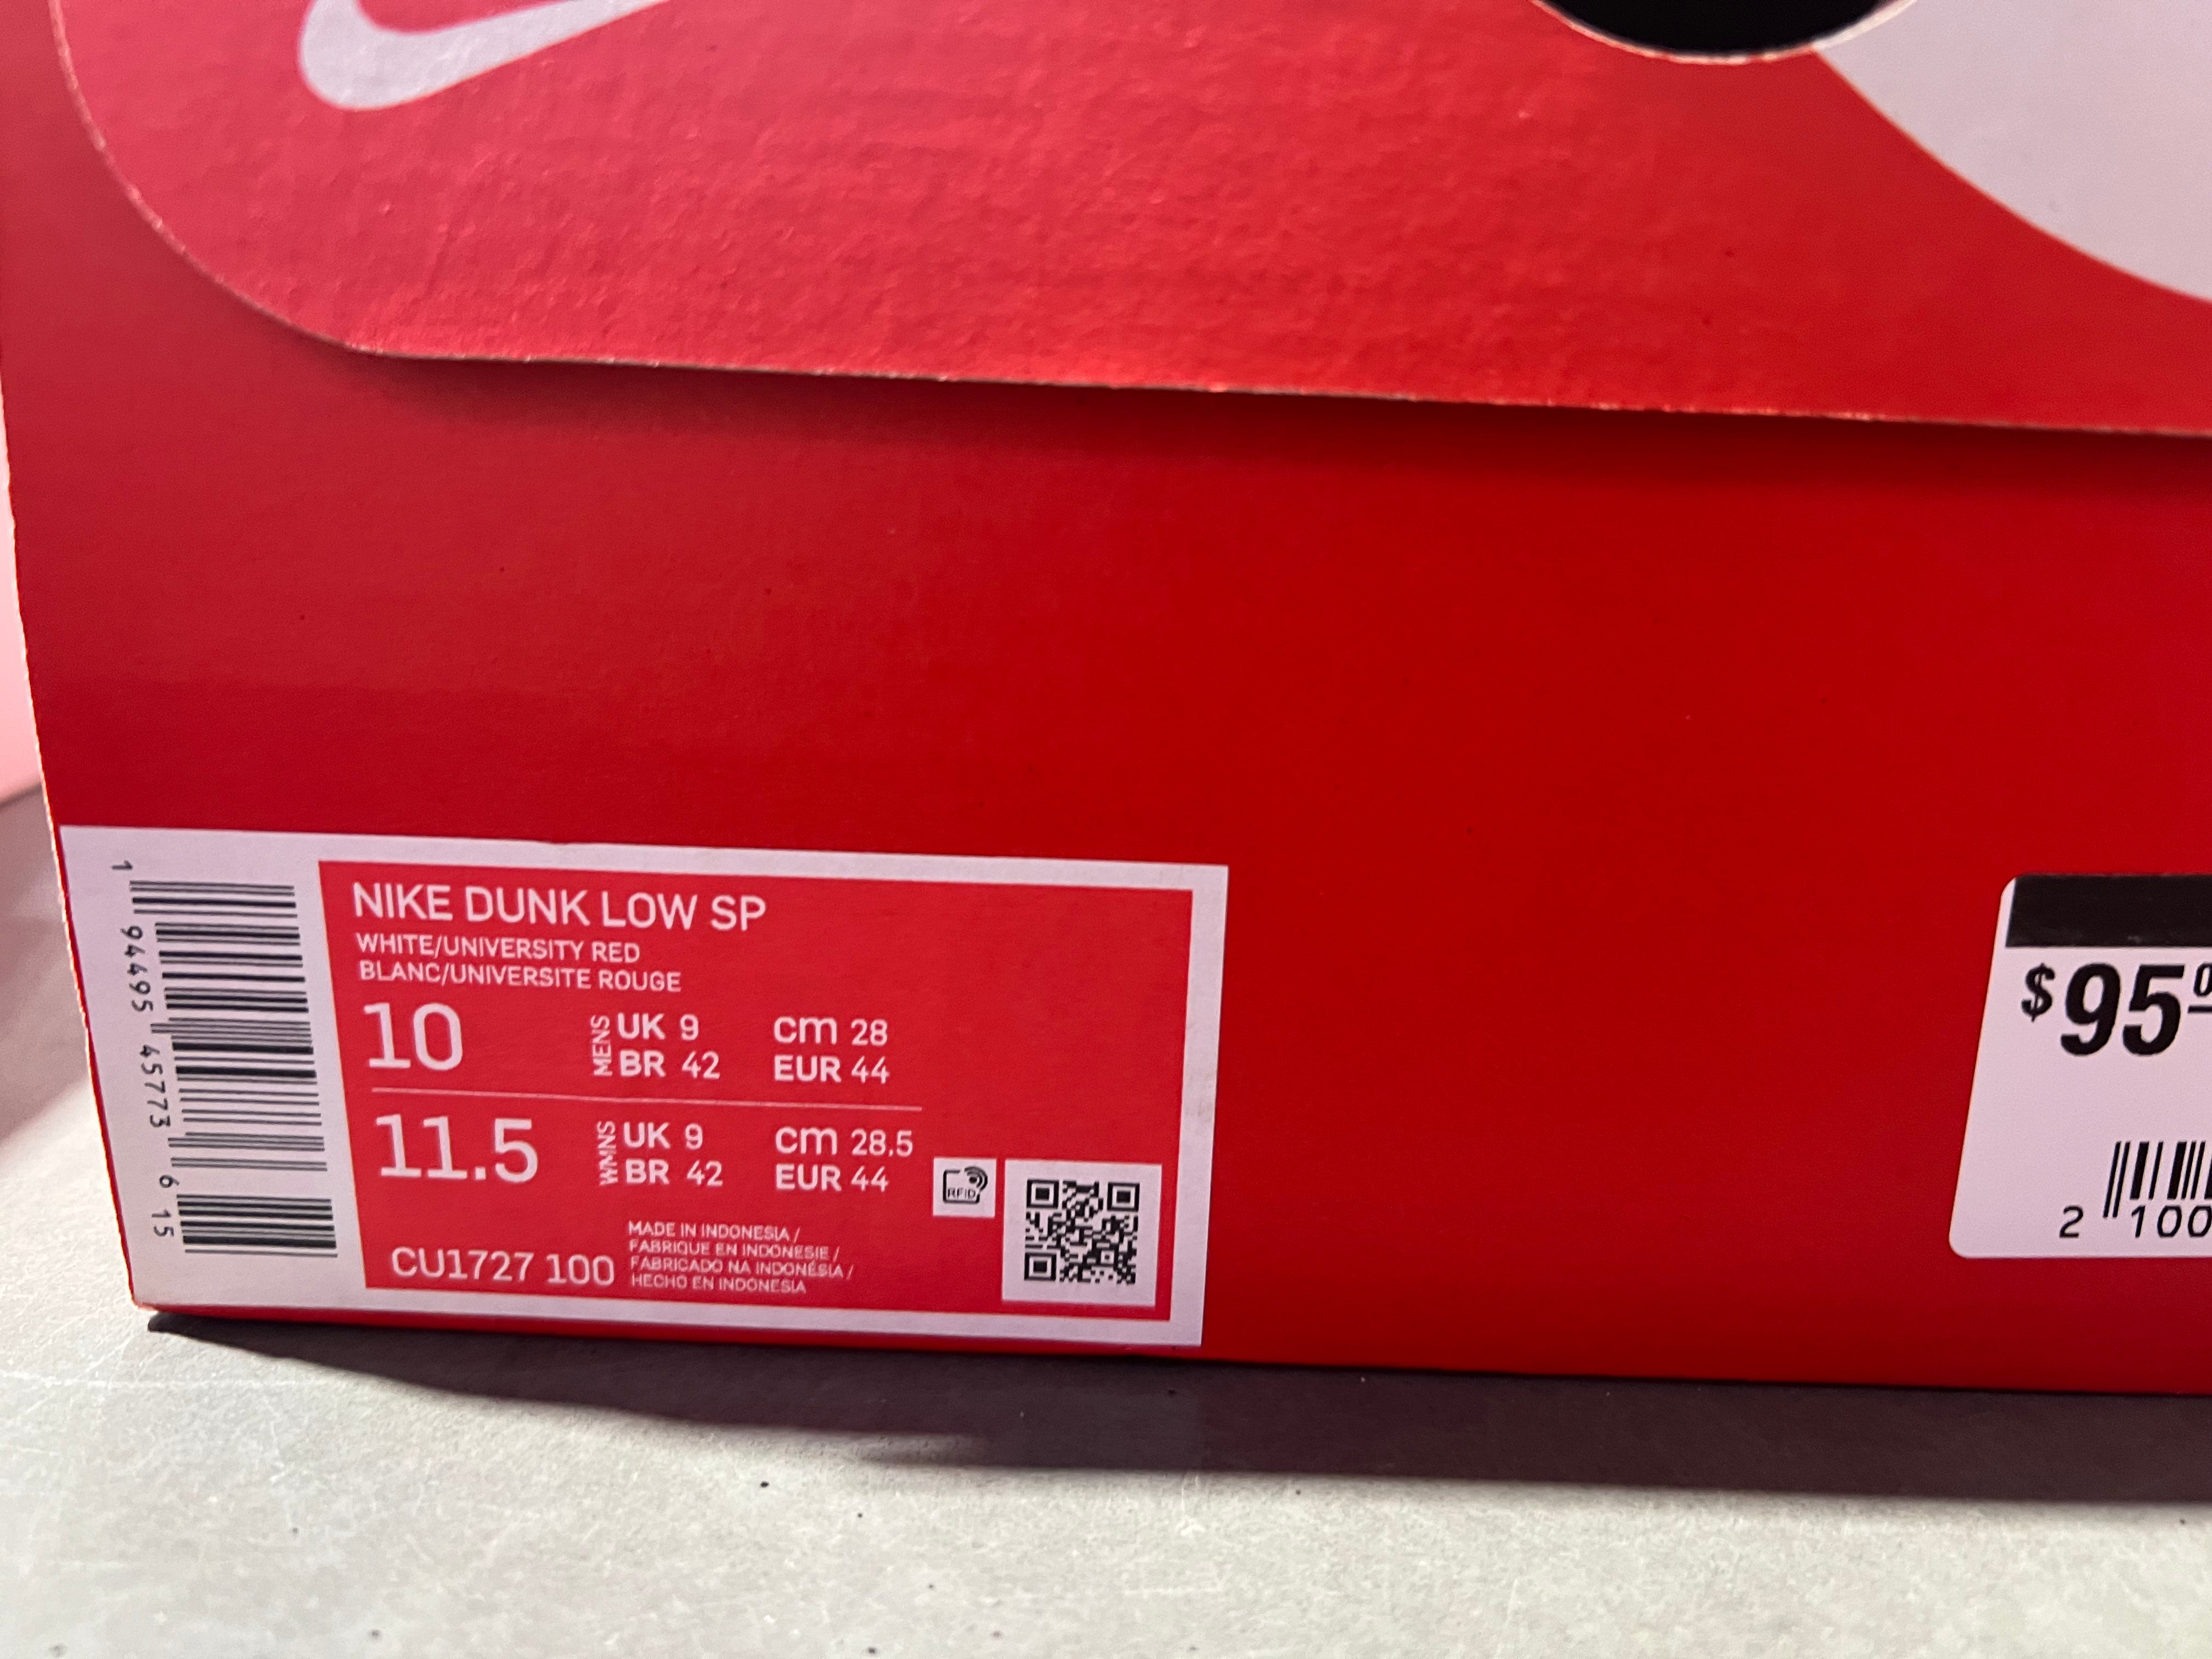 NIKE DUNK LOW SP
WHITE/UNIVERSITY RED
BLANC/UNIVERSITE ROUGE
10 MENS UK 9 cm 28
BR 42 EUR 44
11.5 WMNS UK 9 cm 28.5
BR 42 EUR 44
RFID
CU1727 100
MADE IN INDONESIA /
FABRIQUE EN INDONESIE /
FABRICADO NA INDONÉSIA /
HECHO EN INDONESIA
1 94495 45773 6 15
$95
2 100